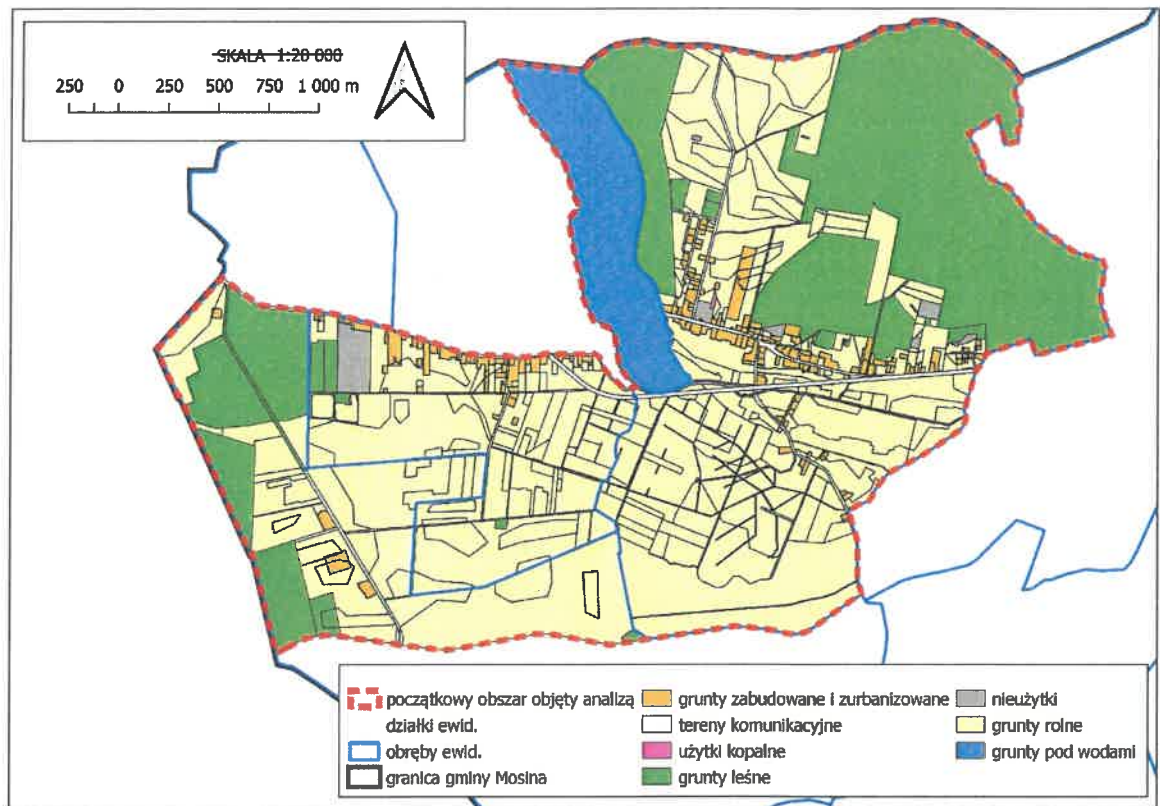 SKALA 1:20 000
250 0 250 500 750 1 000 m
początkowy obszar objęty analizą
działki ewid.
obręby ewid.
granica gminy Mosina
grunty zabudowane i zurbanizowane
tereny komunikacyjne
użytki kopalne
grunty leśne
nieużytki
grunty rolne
grunty pod wodami